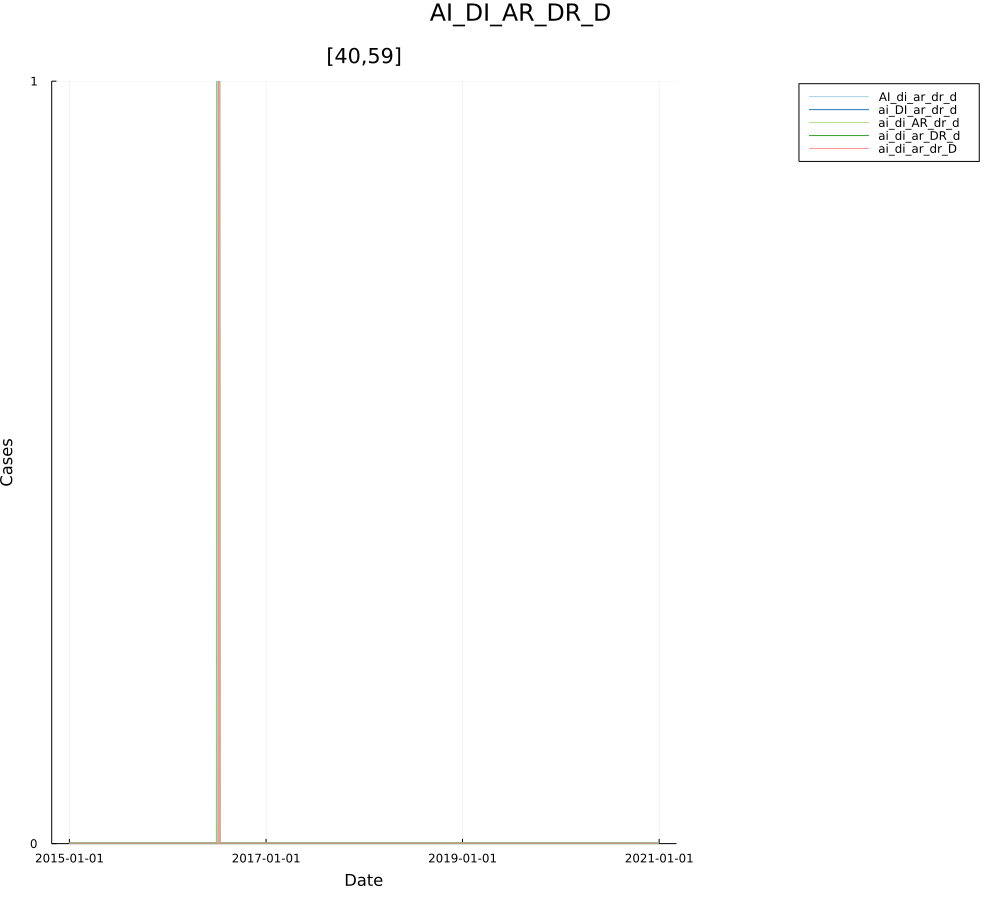 AI_DI_AR_DR_D
[40,59]
1
AI_di_ar_dr_d
ai_DI_ar_dr_d
ai_di_AR_dr_d
ai_di_ar_DR_d
ai_di_ar_dr_D
Cases
0
2015-01-01 2017-01-01 2019-01-01 2021-01-01
Date